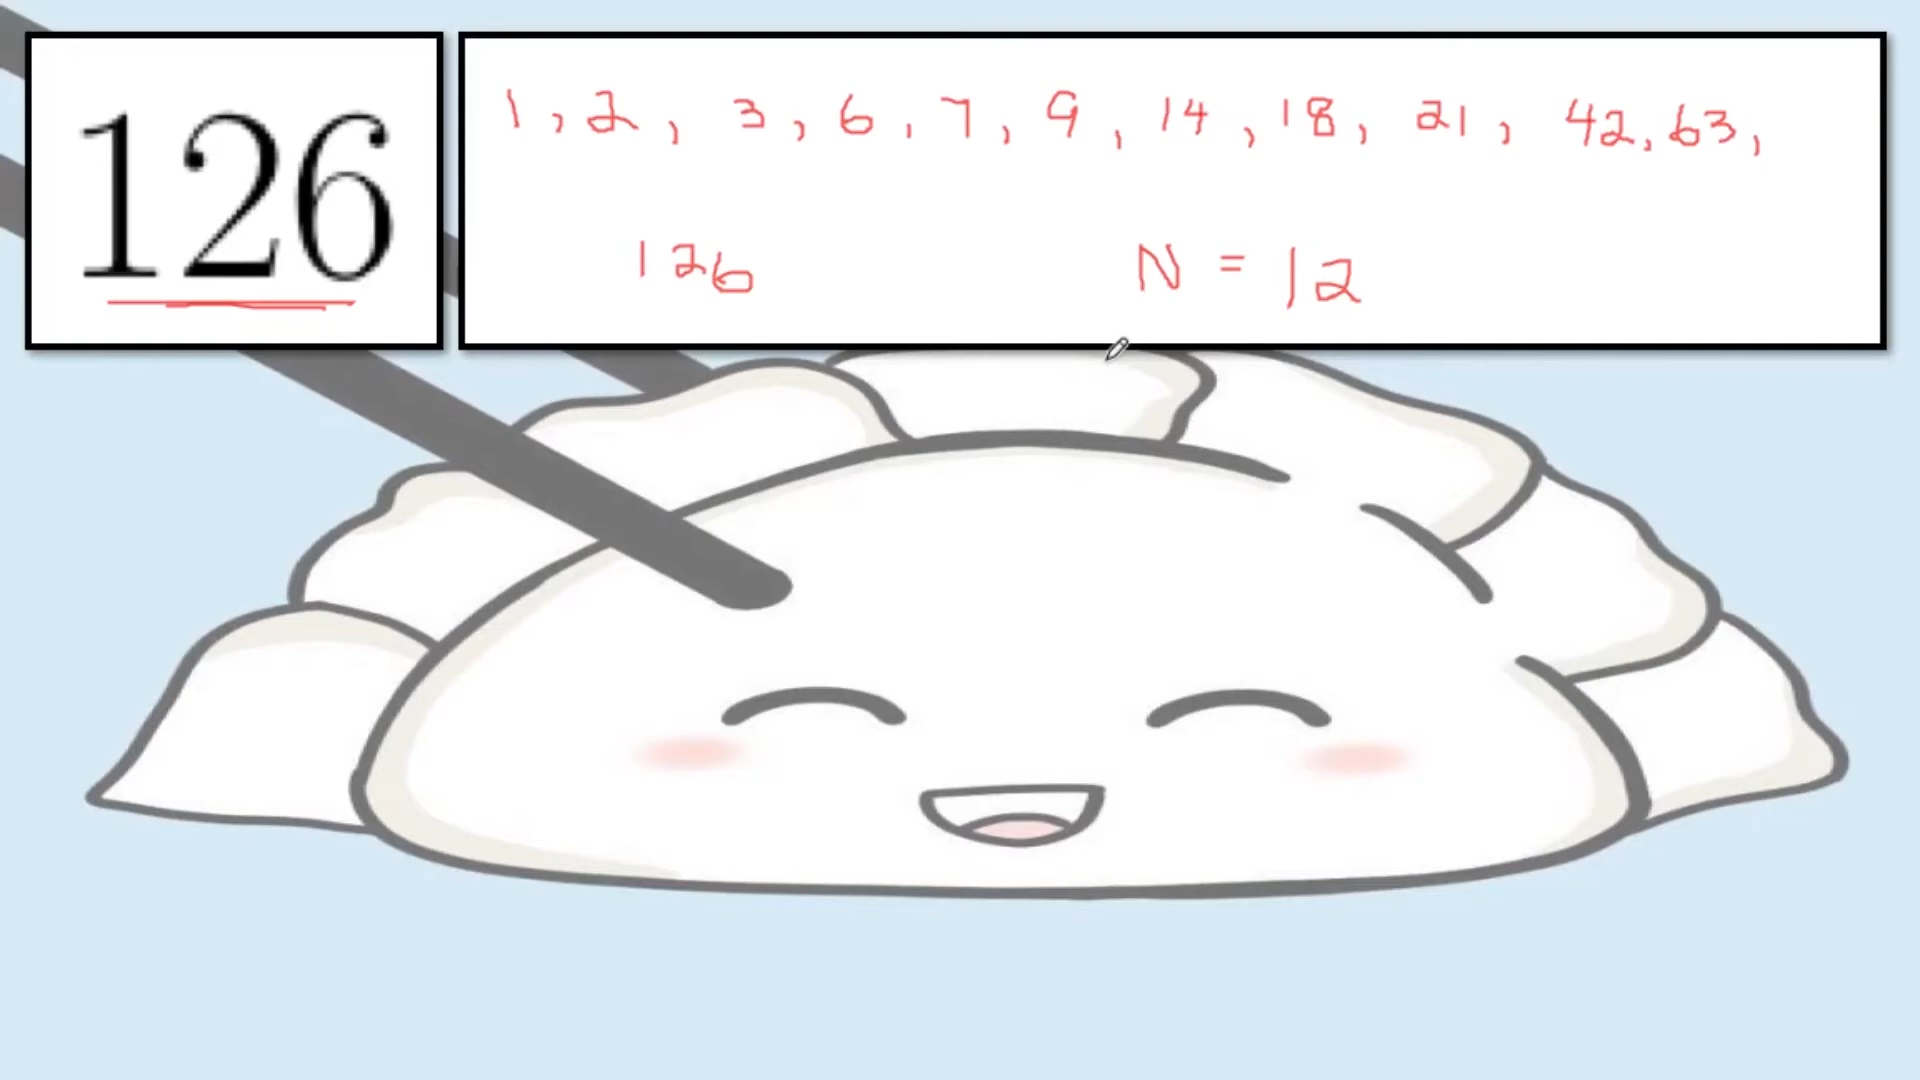 126
1, 2, 3, 6, 7, 9, 14, 18, 21, 42, 63,
126
N = 12